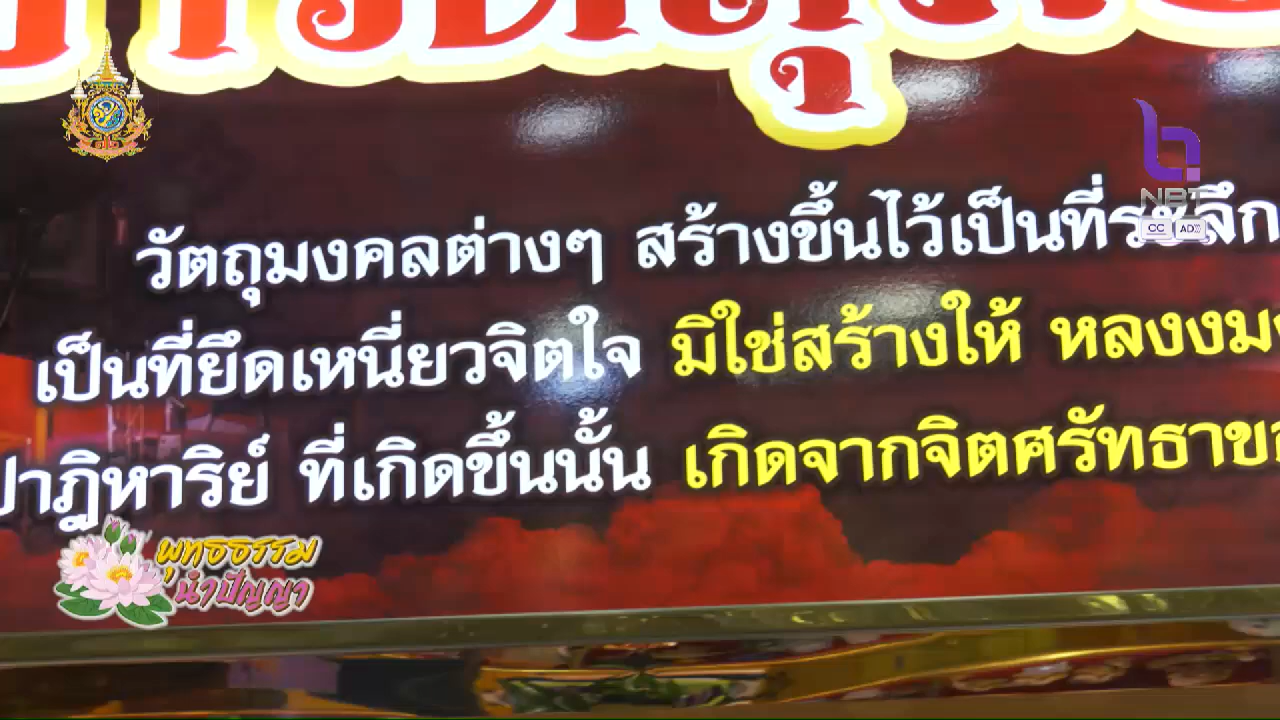 วัตถุมงคลต่างๆ สร้างขึ้นไว้เป็นที่ระลึก
เป็นที่ยึดเหนี่ยวจิตใจ มิใช่สร้างให้ หลงงมง
ปาฏิหาริย์ ที่เกิดขึ้นนั้น เกิดจากจิตศรัทธาขอ
NBT
CC AD
พุทธธรรม
นำปัญญา